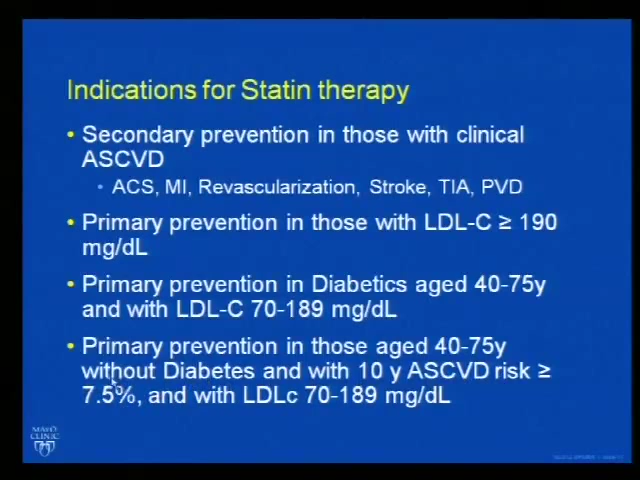 Indications for Statin therapy
• Secondary prevention in those with clinical
ASCVD
• ACS, MI, Revascularization, Stroke, TIA, PVD
• Primary prevention in those with LDL-C ≥ 190
mg/dL
• Primary prevention in Diabetics aged 40-75y
and with LDL-C 70-189 mg/dL
• Primary prevention in those aged 40-75y
without Diabetes and with 10 y ASCVD risk ≥
7.5%, and with LDLc 70-189 mg/dL
MAYO
CLINIC